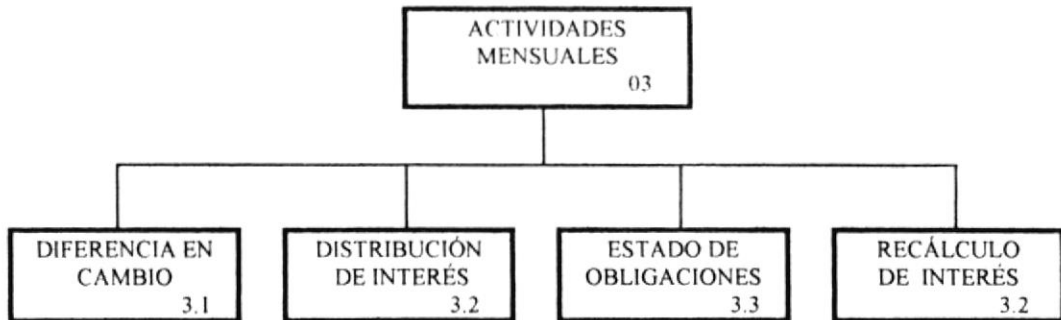 ACTIVIDADES
MENSUALES
03
DIFERENCIA EN
CAMBIO
3.1
DISTRIBUCIÓN
DE INTERÉS
3.2
ESTADO DE
OBLIGACIONES
3.3
RECÁLCULO
DE INTERÉS
3.2